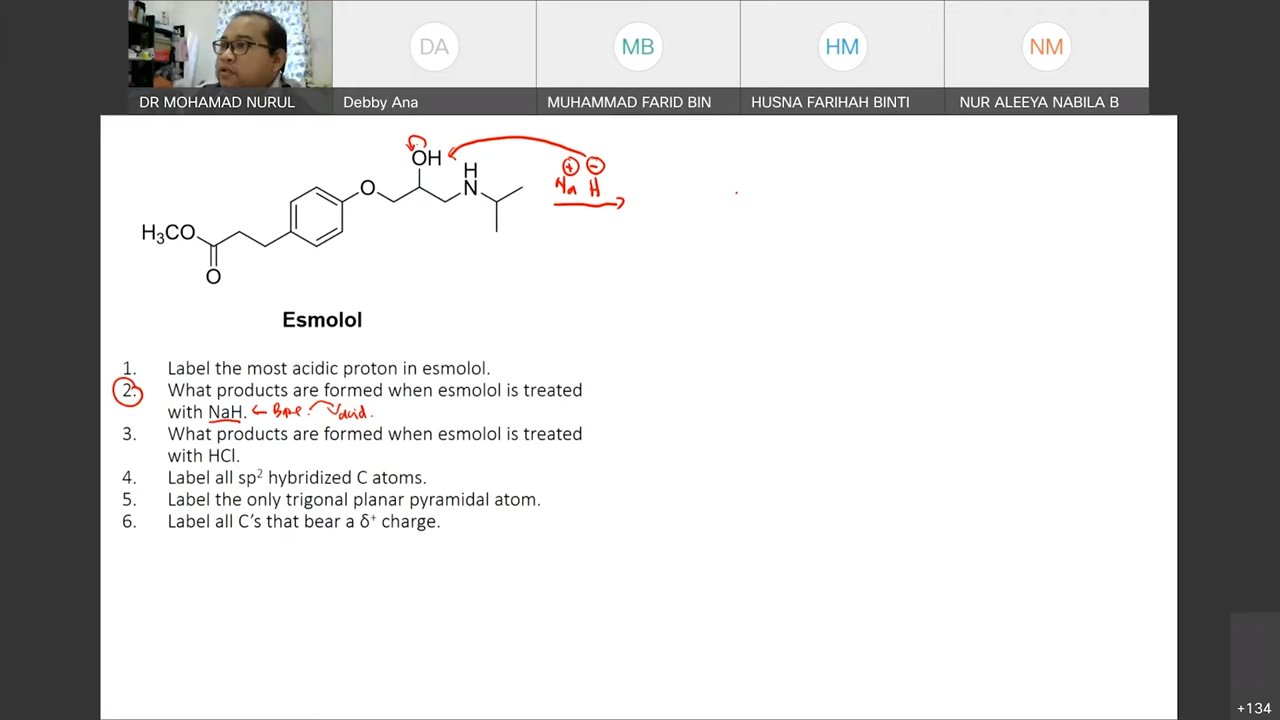 DA
MB
HM
NM
DR MOHAMAD NURUL
Debby Ana
MUHAMMAD FARID BIN
HUSNA FARIHAH BINTI
NUR ALEEYA NABILA B
OH
H
N
O
H₃CO
O
+ -
Na H
Esmolol
1. Label the most acidic proton in esmolol.
2. What products are formed when esmolol is treated
with NaH. ← Base. acid.
3. What products are formed when esmolol is treated
with HCl.
4. Label all sp² hybridized C atoms.
5. Label the only trigonal planar pyramidal atom.
6. Label all C's that bear a δ⁺ charge.
+134